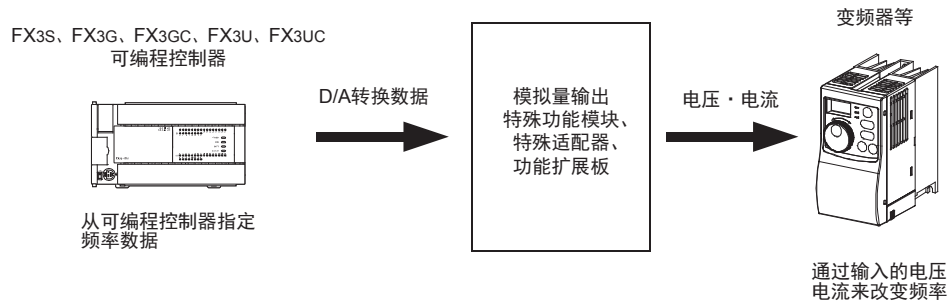 FX3S、FX3G、FX3GC、FX3U、FX3UC
可编程控制器
D/A转换数据
模拟量输出
特殊功能模块、
特殊适配器、
功能扩展板
电压・电流
变频器等
从可编程控制器指定
频率数据
通过输入的电压
电流来改变频率